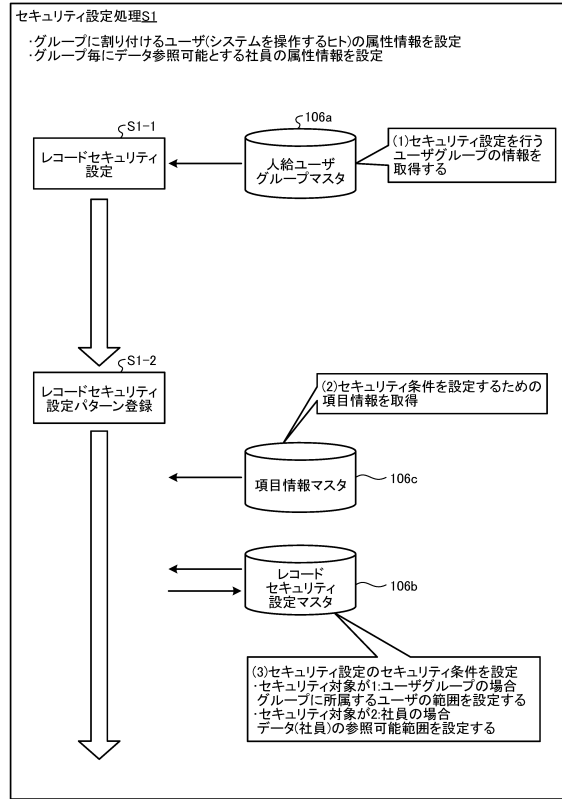 セキュリティ設定処理S1
・グループに割り付けるユーザ(システムを操作するヒト)の属性情報を設定
・グループ毎にデータ参照可能とする社員の属性情報を設定
S1-1
レコードセキュリティ
設定
106a
人給ユーザ
グループマスタ
(1)セキュリティ設定を行う
ユーザグループの情報を
取得する
S1-2
レコードセキュリティ
設定パターン登録
(2)セキュリティ条件を設定するための
項目情報を取得
項目情報マスタ
106c
レコード
セキュリティ
設定マスタ
106b
(3)セキュリティ設定のセキュリティ条件を設定
・セキュリティ対象が1:ユーザグループの場合
グループに所属するユーザの範囲を設定する
・セキュリティ対象が2:社員の場合
データ(社員)の参照可能範囲を設定する